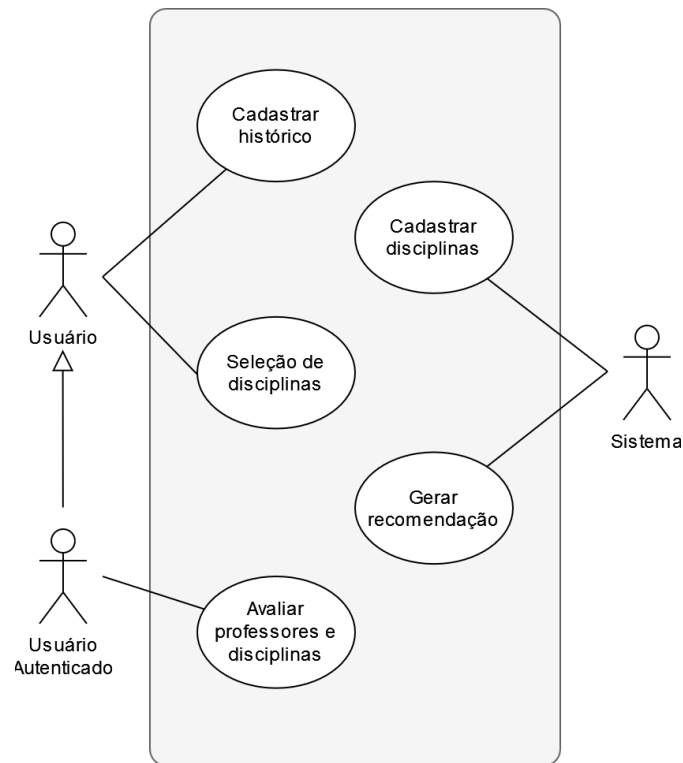 Cadastrar
histórico
Cadastrar
disciplinas
Usuário
Seleção de
disciplinas
Sistema
Gerar
recomendação
Usuário
Autenticado
Avaliar
professores e
disciplinas